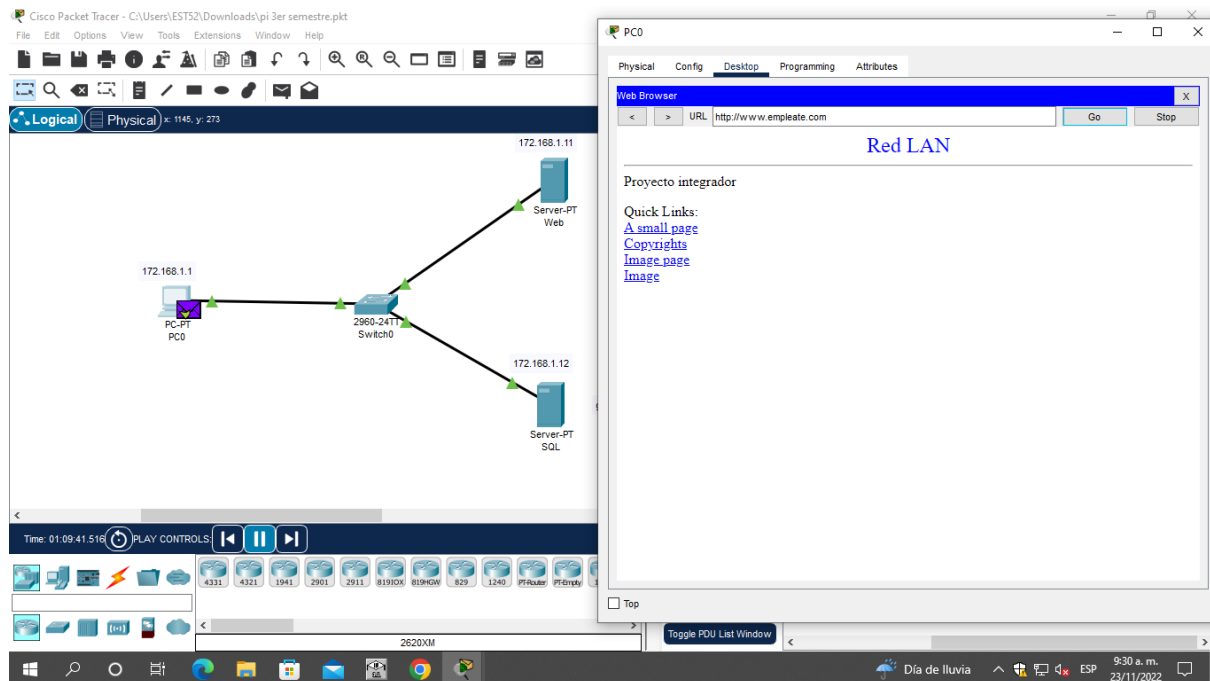 Cisco Packet Tracer - C:\Users\EST52\Downloads\pi 3er semestre.pkt
File Edit Options View Tools Extensions Window Help
Logical
Physical
x: 1145, y: 273
172.168.1.11
Server-PT
Web
172.168.1.1
PC-PT
PC0
2960-24TT
Switch0
172.168.1.12
Server-PT
SQL
Time: 01:09:41.516
PLAY CONTROLS:
4331 4321 1941 2901 2911 819IOX 819HGW 829 1240 PT-Router PT-Empty
2620XM
PC0
Physical Config Desktop Programming Attributes
Web Browser
X
< > URL http://www.empleate.com Go Stop
Red LAN
Proyecto integrador
Quick Links:
A small page
Copyrights
Image page
Image
Top
Toggle PDU List Window
Día de lluvia
ESP
9:30 a. m.
23/11/2022